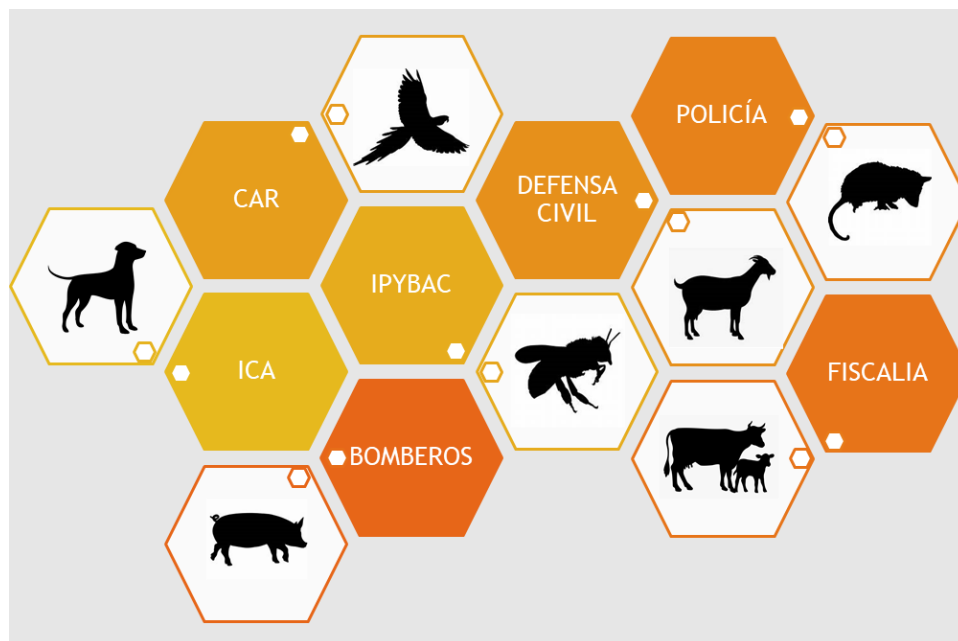 POLICÍA
CAR
DEFENSA
CIVIL
IPYBAC
ICA
FISCALIA
BOMBEROS